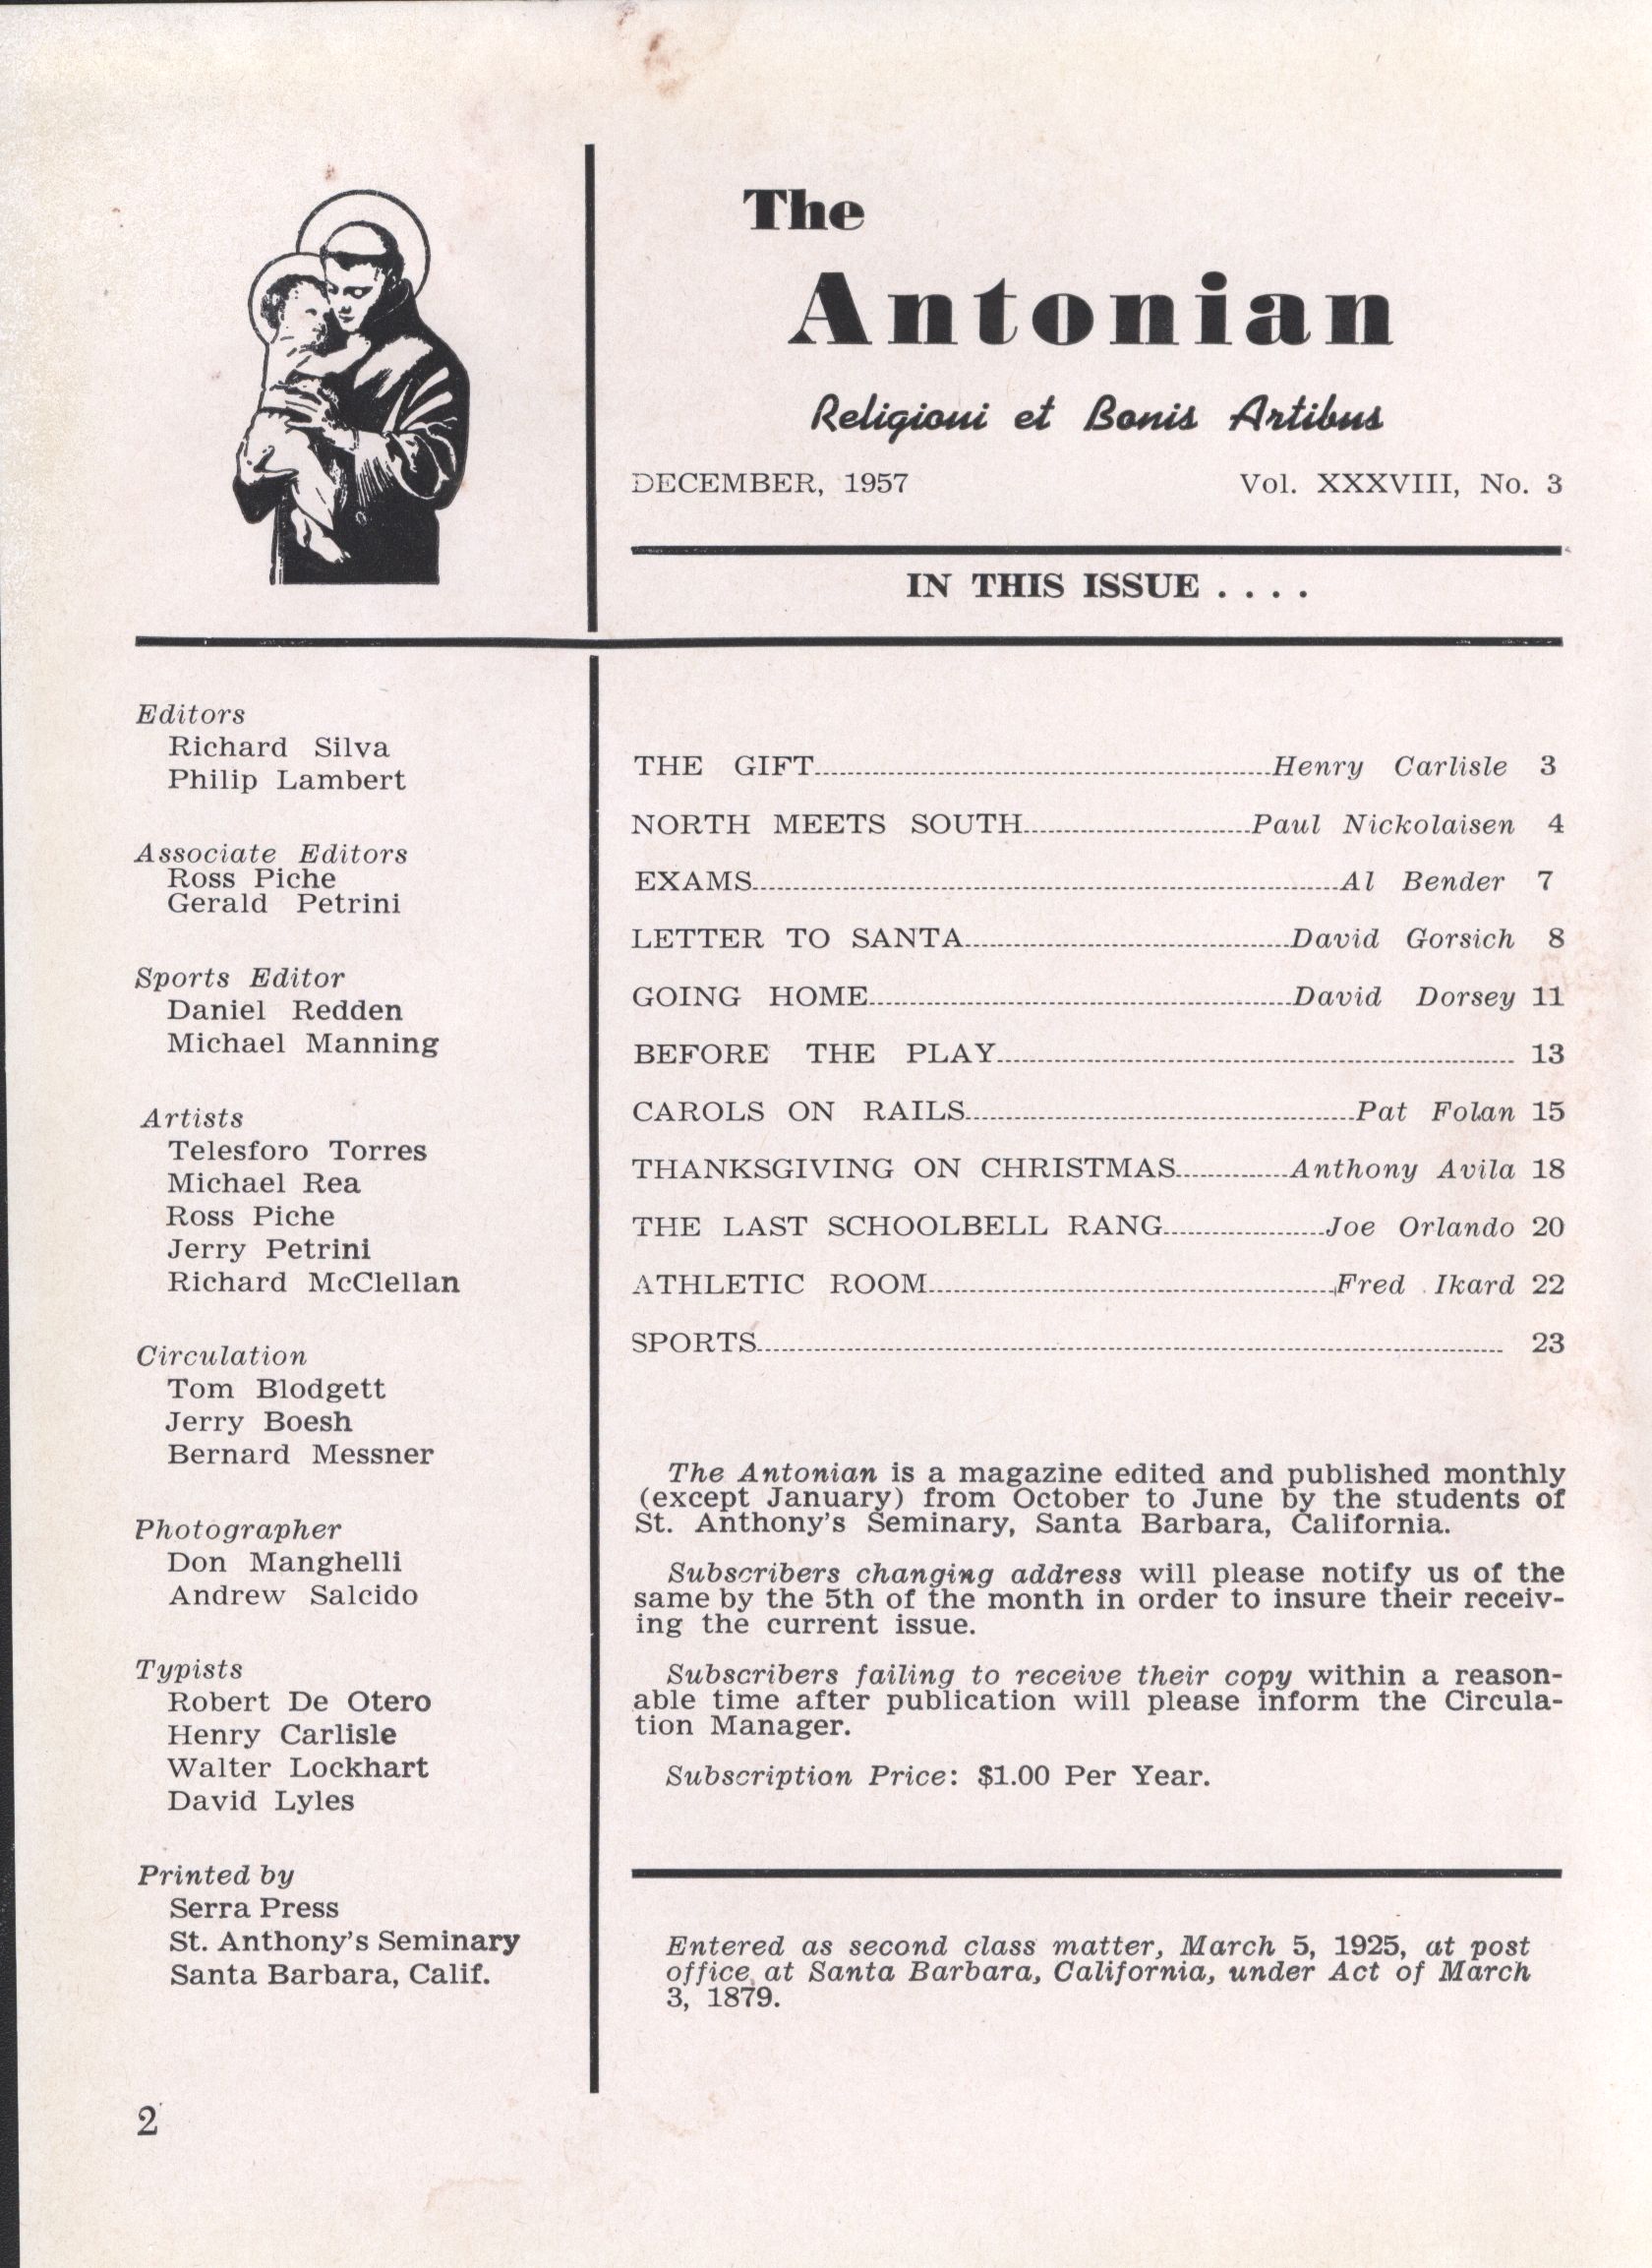 The
Antonian
Religioni et Bonis Artibus
DECEMBER, 1957 Vol. XXXVIII, No. 3
IN THIS ISSUE . . . .
Editors
Richard Silva
Philip Lambert
Associate Editors
Ross Piche
Gerald Petrini
Sports Editor
Daniel Redden
Michael Manning
Artists
Telesforo Torres
Michael Rea
Ross Piche
Jerry Petrini
Richard McClellan
Circulation
Tom Blodgett
Jerry Boesh
Bernard Messner
Photographer
Don Manghelli
Andrew Salcido
Typists
Robert De Otero
Henry Carlisle
Walter Lockhart
David Lyles
Printed by
Serra Press
St. Anthony's Seminary
Santa Barbara, Calif.
THE GIFT Henry Carlisle 3
NORTH MEETS SOUTH Paul Nickolaisen 4
EXAMS Al Bender 7
LETTER TO SANTA David Gorsich 8
GOING HOME David Dorsey 11
BEFORE THE PLAY 13
CAROLS ON RAILS Pat Folan 15
THANKSGIVING ON CHRISTMAS Anthony Avila 18
THE LAST SCHOOLBELL RANG Joe Orlando 20
ATHLETIC ROOM Fred Ikard 22
SPORTS 23
The Antonian is a magazine edited and published monthly
(except January) from October to June by the students of
St. Anthony's Seminary, Santa Barbara, California.
Subscribers changing address will please notify us of the
same by the 5th of the month in order to insure their receiv-
ing the current issue.
Subscribers failing to receive their copy within a reason-
able time after publication will please inform the Circula-
tion Manager.
Subscription Price: $1.00 Per Year.
Entered as second class matter, March 5, 1925, at post
office at Santa Barbara, California, under Act of March
3, 1879.
2